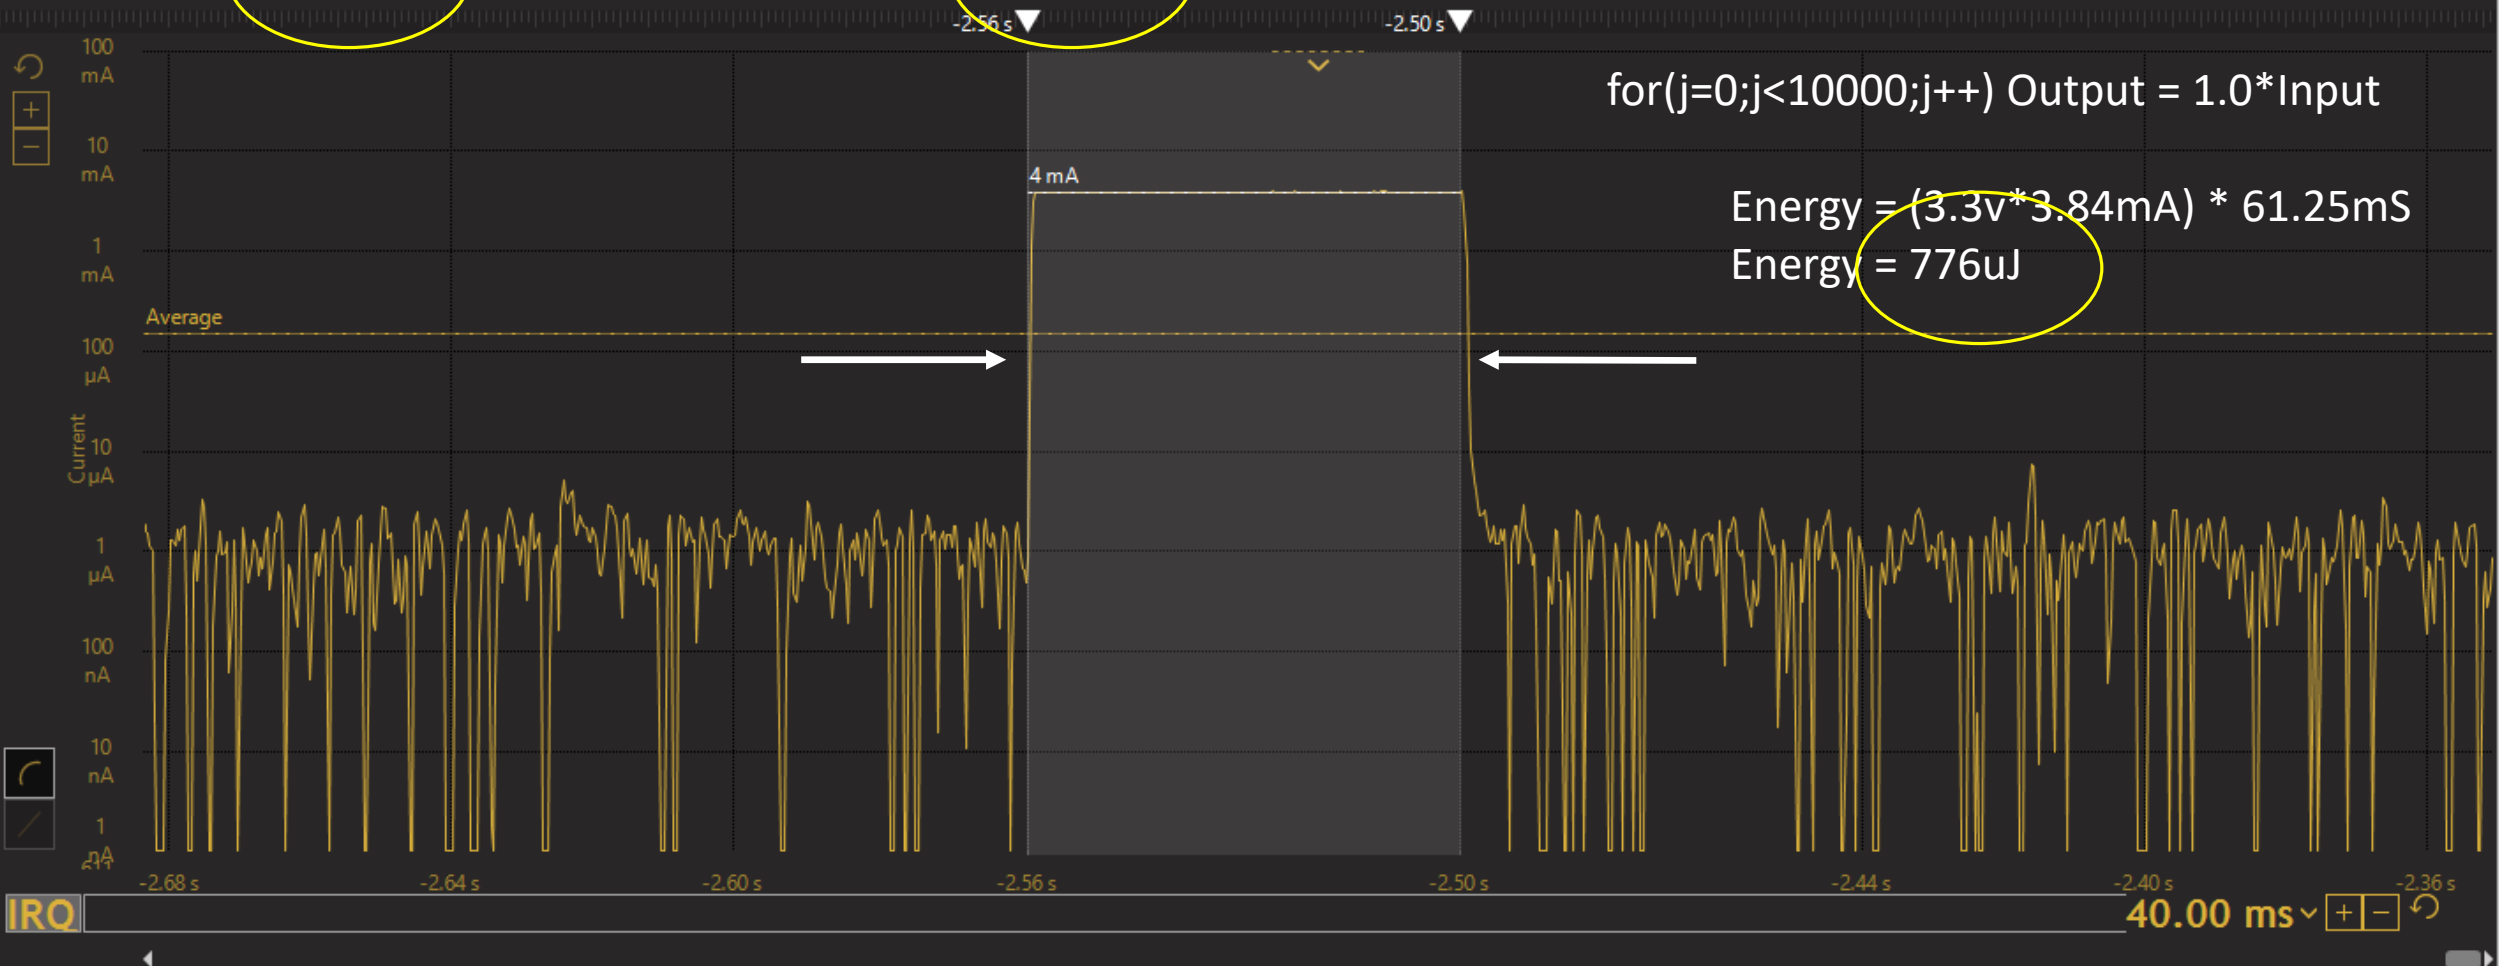 -2.56 s
-2.50 s
100
mA
for(j=0;j<10000;j++) Output = 1.0*Input
10
mA
4 mA
Energy = (3.3v*3.84mA) * 61.25mS
1
mA
Energy = 776uJ
Average
100
µA
Current
10
µA
1
µA
100
nA
10
nA
1
nA
-2.68 s
-2.64 s
-2.60 s
-2.56 s
-2.50 s
-2.44 s
-2.40 s
-2.36 s
IRQ
40.00 ms